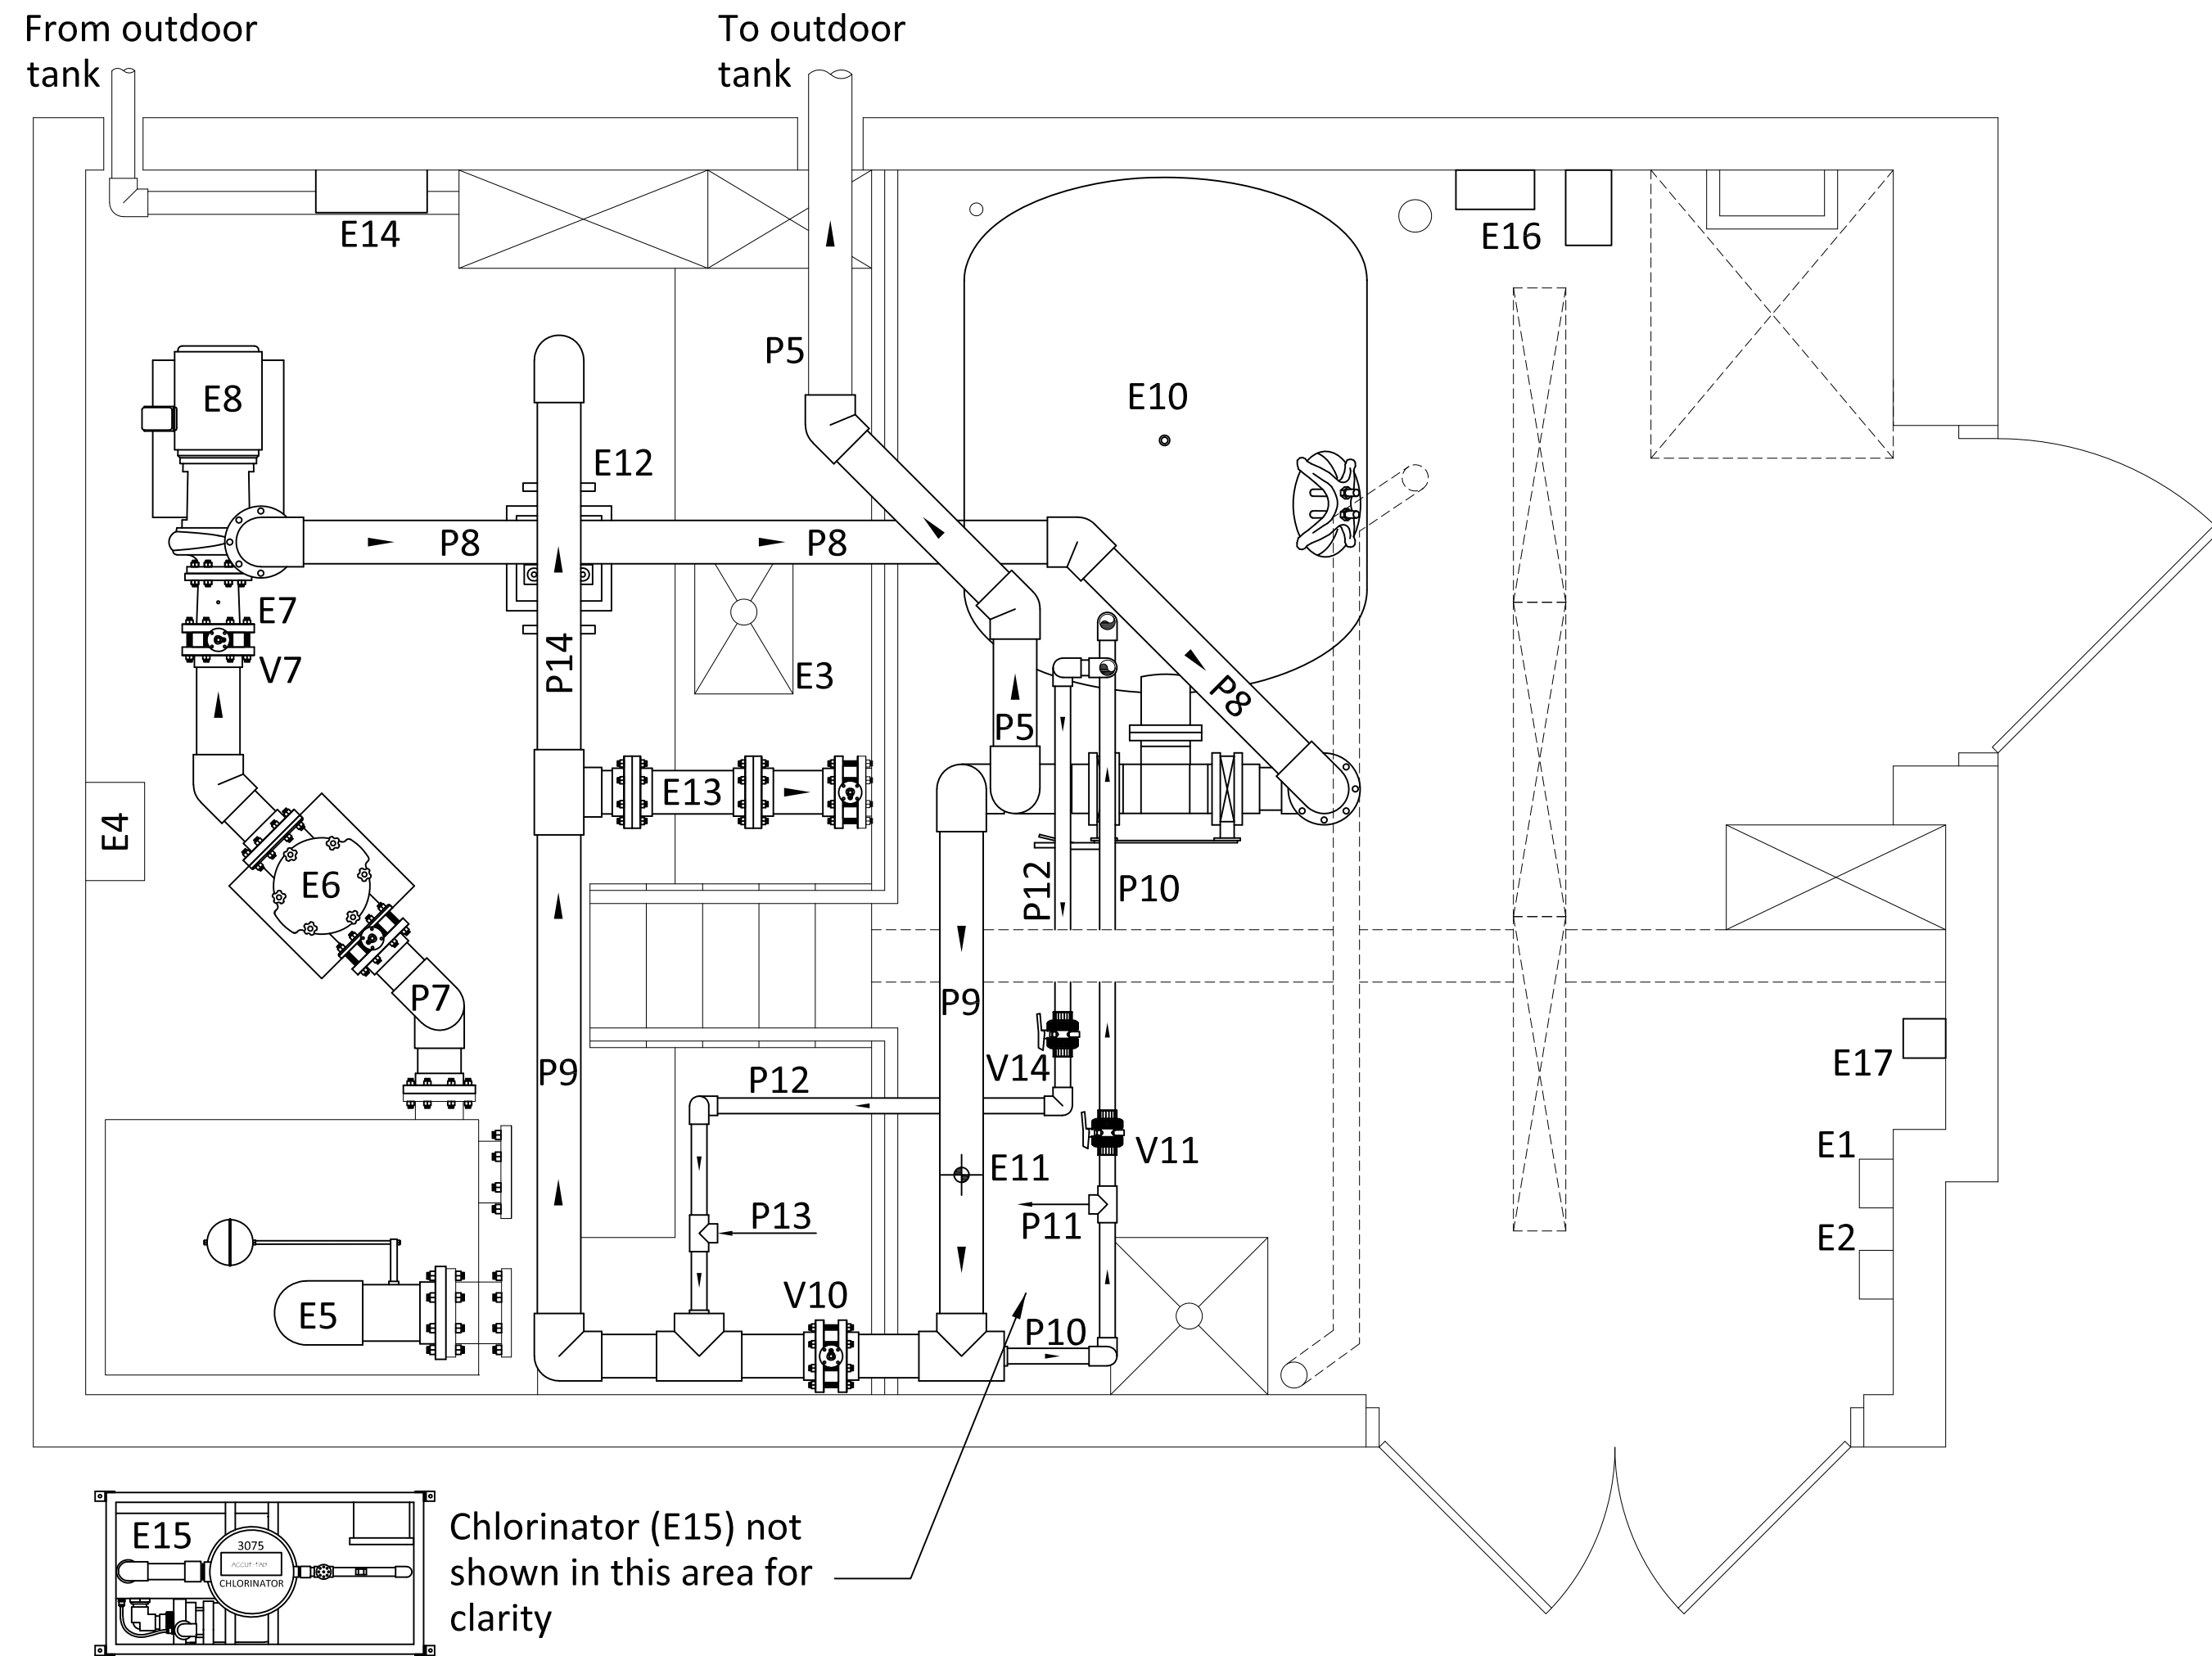 From outdoor
tank
To outdoor
tank
E14
E16
P5
E8
E10
E12
P8
P8
E7
V7
P14
E3
P8
P5
E13
E4
E6
P12
P10
P7
P9
P9
V14
P12
E17
V11
E1
E11
P13
P11
E2
V10
E5
P10
E15
3075
CHLORINATOR
Chlorinator (E15) not
shown in this area for
clarity